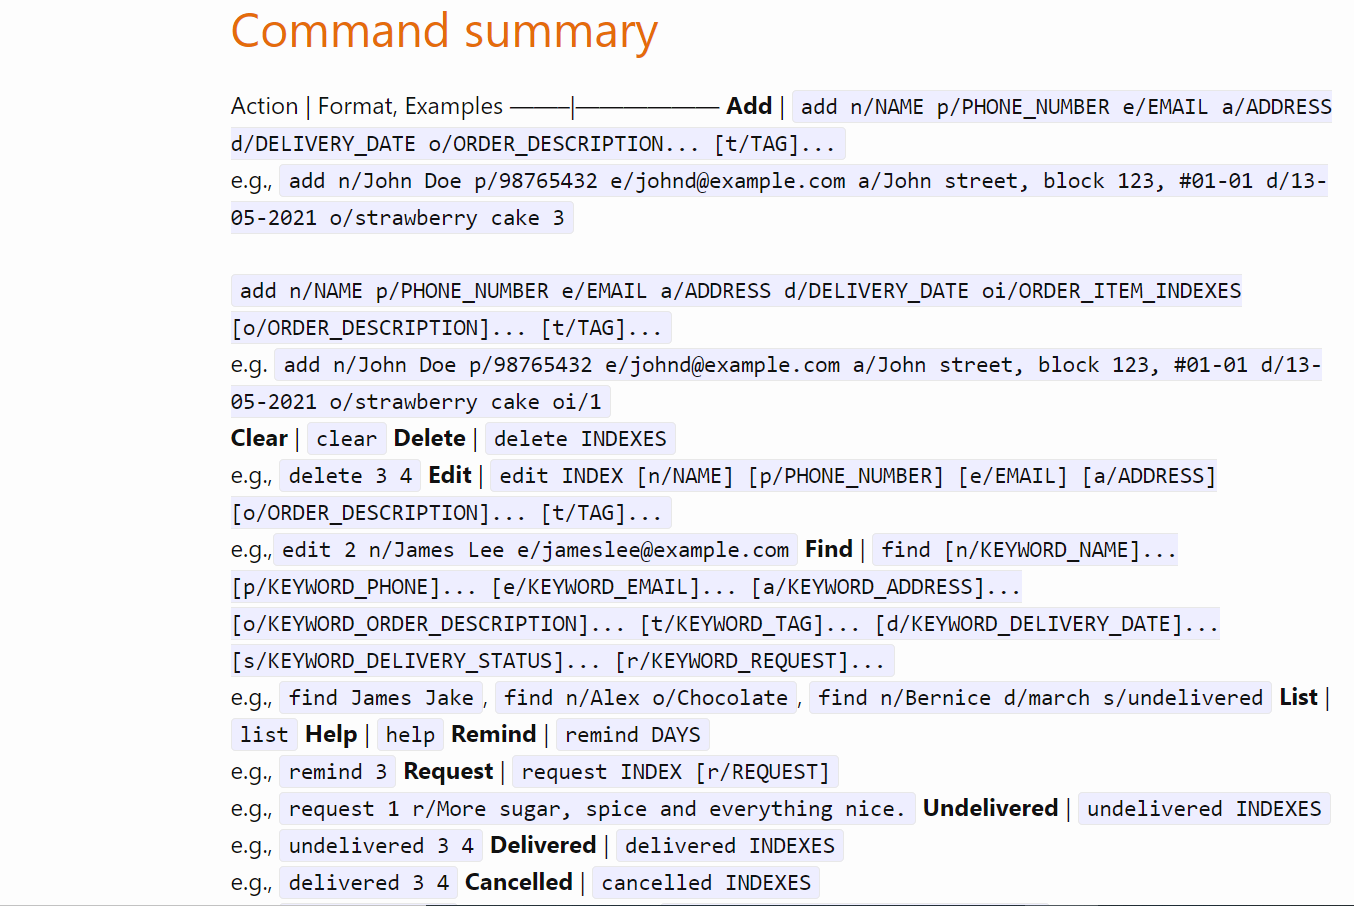 Command summary
Action | Format, Examples ———–|—————— Add | add n/NAME p/PHONE_NUMBER e/EMAIL a/ADDRESS
d/DELIVERY_DATE o/ORDER_DESCRIPTION... [t/TAG]...
e.g., add n/John Doe p/98765432 e/johnd@example.com a/John street, block 123, #01-01 d/13-
05-2021 o/strawberry cake 3
add n/NAME p/PHONE_NUMBER e/EMAIL a/ADDRESS d/DELIVERY_DATE oi/ORDER_ITEM_INDEXES
[o/ORDER_DESCRIPTION]... [t/TAG]...
e.g. add n/John Doe p/98765432 e/johnd@example.com a/John street, block 123, #01-01 d/13-
05-2021 o/strawberry cake oi/1
Clear | clear Delete | delete INDEXES
e.g., delete 3 4 Edit | edit INDEX [n/NAME] [p/PHONE_NUMBER] [e/EMAIL] [a/ADDRESS]
[o/ORDER_DESCRIPTION]... [t/TAG]...
e.g., edit 2 n/James Lee e/jameslee@example.com Find | find [n/KEYWORD_NAME]...
[p/KEYWORD_PHONE]... [e/KEYWORD_EMAIL]... [a/KEYWORD_ADDRESS]...
[o/KEYWORD_ORDER_DESCRIPTION]... [t/KEYWORD_TAG]... [d/KEYWORD_DELIVERY_DATE]...
[s/KEYWORD_DELIVERY_STATUS]... [r/KEYWORD_REQUEST]...
e.g., find James Jake, find n/Alex o/Chocolate, find n/Bernice d/march s/undelivered List |
list Help | help Remind | remind DAYS
e.g., remind 3 Request | request INDEX [r/REQUEST]
e.g., request 1 r/More sugar, spice and everything nice. Undelivered | undelivered INDEXES
e.g., undelivered 3 4 Delivered | delivered INDEXES
e.g., delivered 3 4 Cancelled | cancelled INDEXES